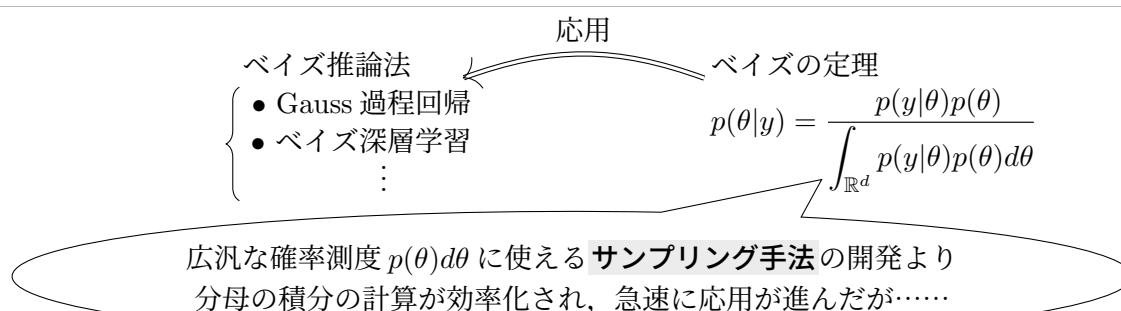 応用
ベイズ推論法
• Gauss 過程回帰
• ベイズ深層学習
⋮
ベイズの定理
p(θ|y) = \frac{p(y|θ)p(θ)}{\int_{ℝ^d} p(y|θ)p(θ)dθ}
広汎な確率測度 p(θ)dθ に使えるサンプリング手法の開発より
分母の積分の計算が効率化され，急速に応用が進んだが……